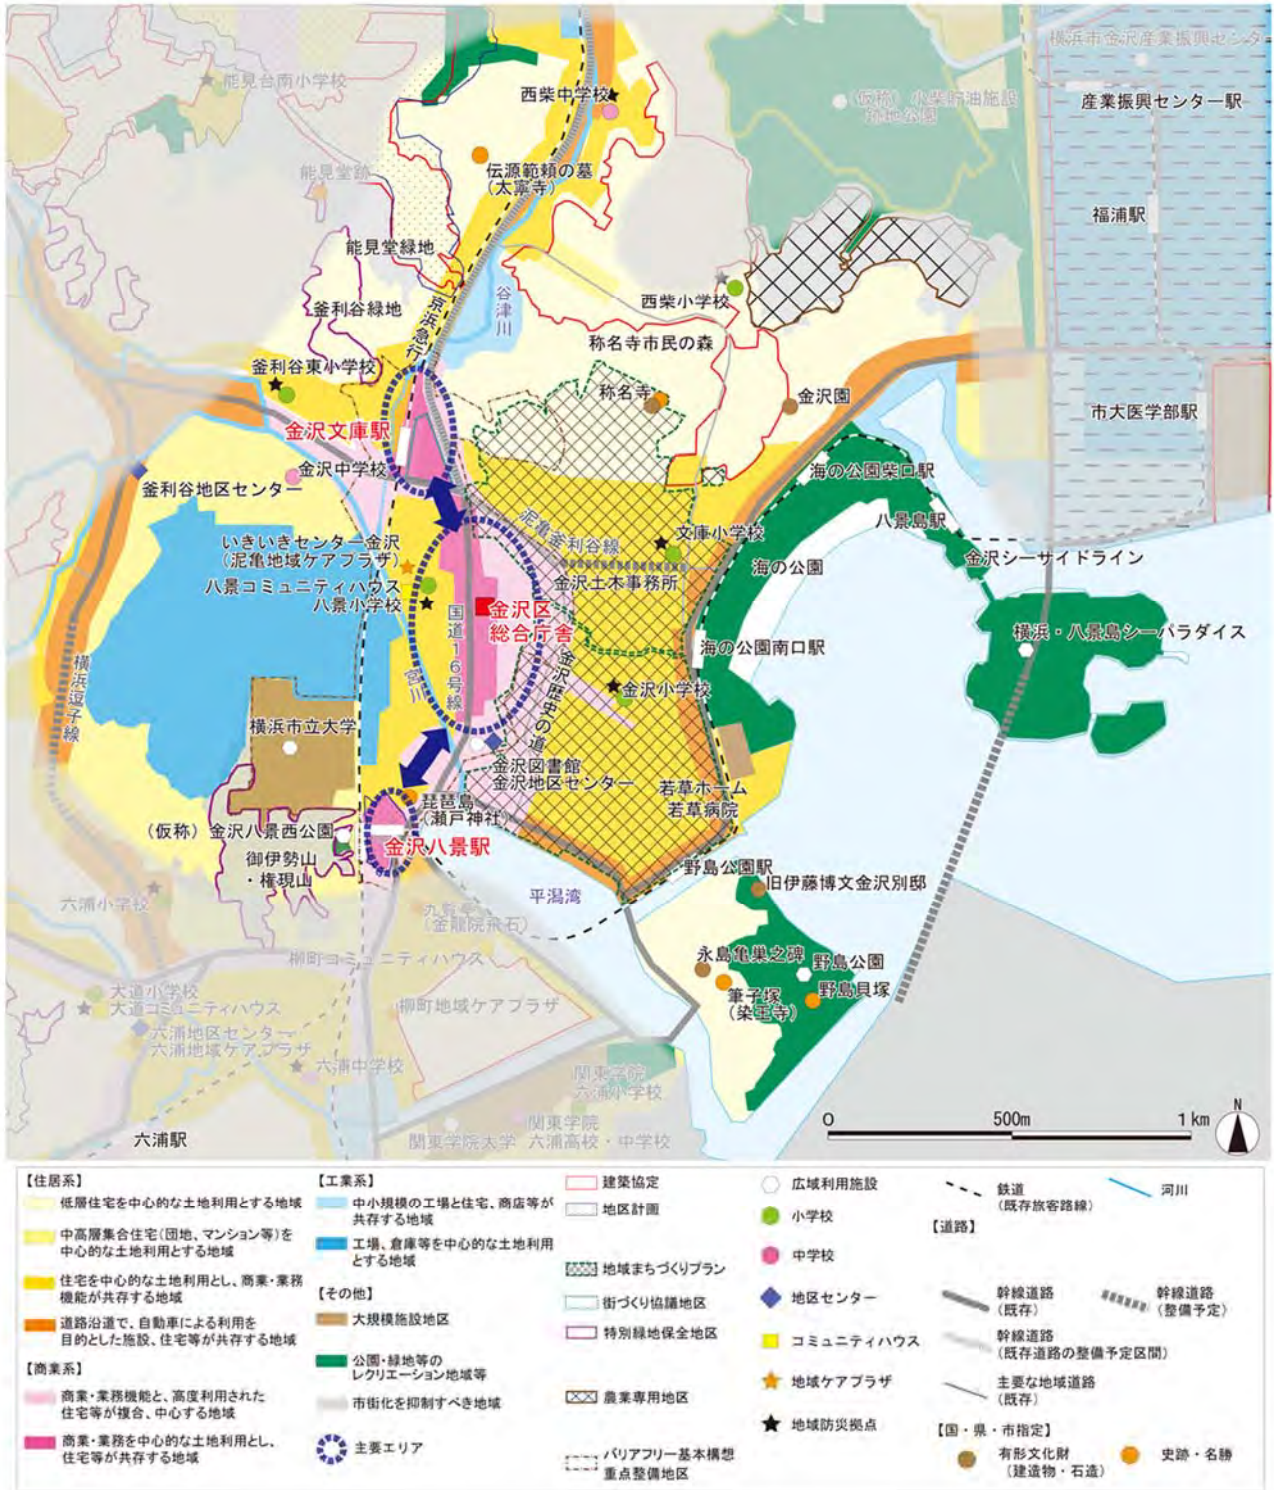 横浜市金沢産業振興センター
能見台南小学校
西柴中学校
(仮称)小柴貯油施設
跡地公園
産業振興センター駅
伝源範頼の墓
(太寧寺)
能見堂跡
福浦駅
能見堂緑地
谷津川
京浜急行
釜利谷緑地
西柴小学校
称名寺市民の森
釜利谷東小学校
称名寺
金沢園
市大医学部駅
金沢文庫駅
金沢中学校
海の公園柴口駅
釜利谷地区センター
八景島駅
泥亀釜利谷線
文庫小学校
いきいきセンター金沢
(泥亀地域ケアプラザ)
金沢シーサイドライン
海の公園
金沢土木事務所
八景コミュニティハウス
八景小学校
金沢区
総合庁舎
国道16号線
横浜・八景島シーパラダイス
海の公園南口駅
宮川
金沢歴史の道
金沢小学校
横浜逗子線
横浜市立大学
金沢図書館
金沢地区センター
若草ホーム
若草病院
琵琶島
(瀬戸神社)
(仮称)金沢八景西公園
金沢八景駅
御伊勢山
・権現山
野島公園駅
旧伊藤博文金沢別邸
平潟湾
六浦小学校
九覧亭
(金龍院飛石)
柳町コミュニティハウス
永島亀巣之碑
野島公園
筆子塚
(染王寺)
野島貝塚
大道小学校
大道コミュニティハウス
柳町地域ケアプラザ
六浦地区センター
六浦地域ケアプラザ
六浦中学校
関東学院
六浦小学校
関東学院
六浦高校・中学校
関東学院大学
六浦駅
0 500m 1km
N
【住居系】
低層住宅を中心的な土地利用とする地域
中高層集合住宅(団地、マンション等)を
中心的な土地利用とする地域
住宅を中心的な土地利用とし、商業・業務
機能が共存する地域
道路沿道で、自動車による利用を
目的とした施設、住宅等が共存する地域
【商業系】
商業・業務機能と、高度利用された
住宅等が複合、中心する地域
商業・業務を中心的な土地利用とし、
住宅等が共存する地域
【工業系】
中小規模の工場と住宅、商店等が
共存する地域
工場、倉庫等を中心的な土地利用
とする地域
【その他】
大規模施設地区
公園・緑地等の
レクリエーション地域等
市街化を抑制すべき地域
主要エリア
建築協定
地区計画
地域まちづくりプラン
街づくり協議地区
特別緑地保全地区
農業専用地区
バリアフリー基本構想
重点整備地区
広域利用施設
小学校
中学校
地区センター
コミュニティハウス
地域ケアプラザ
地域防災拠点
鉄道
(既存旅客路線)
河川
【道路】
幹線道路
(既存)
幹線道路
(整備予定)
幹線道路
(既存道路の整備予定区間)
主要な地域道路
(既存)
【国・県・市指定】
有形文化財
(建造物・石造)
史跡・名勝